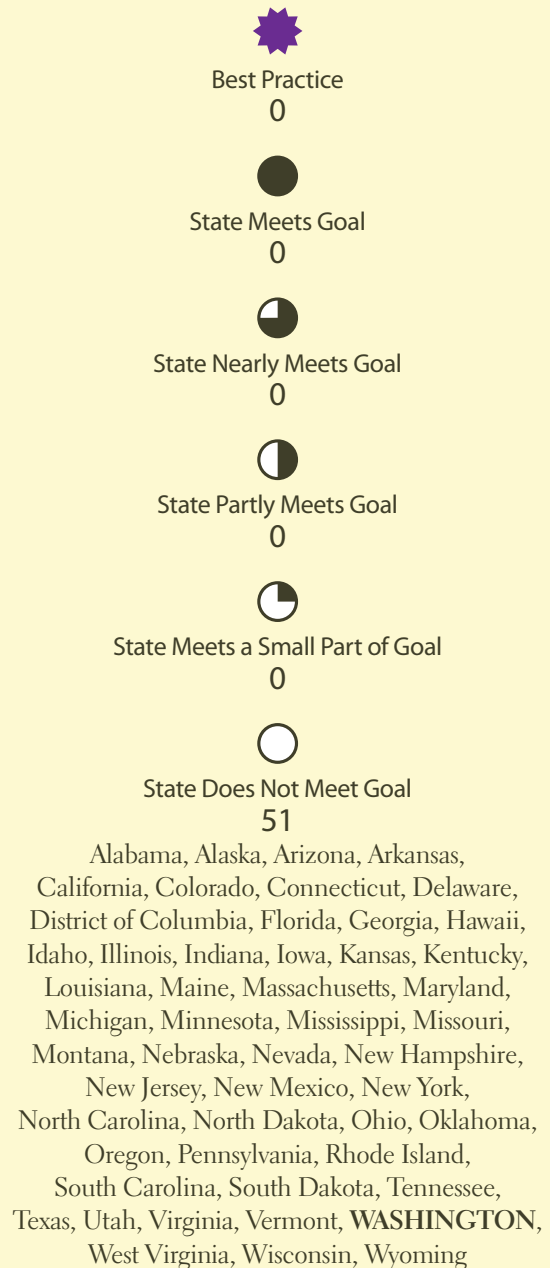 Best Practice
0
State Meets Goal
0
State Nearly Meets Goal
0
State Partly Meets Goal
0
State Meets a Small Part of Goal
0
State Does Not Meet Goal
51
Alabama, Alaska, Arizona, Arkansas,
California, Colorado, Connecticut, Delaware,
District of Columbia, Florida, Georgia, Hawaii,
Idaho, Illinois, Indiana, Iowa, Kansas, Kentucky,
Louisiana, Maine, Massachusetts, Maryland,
Michigan, Minnesota, Mississippi, Missouri,
Montana, Nebraska, Nevada, New Hampshire,
New Jersey, New Mexico, New York,
North Carolina, North Dakota, Ohio, Oklahoma,
Oregon, Pennsylvania, Rhode Island,
South Carolina, South Dakota, Tennessee,
Texas, Utah, Virginia, Vermont, WASHINGTON,
West Virginia, Wisconsin, Wyoming